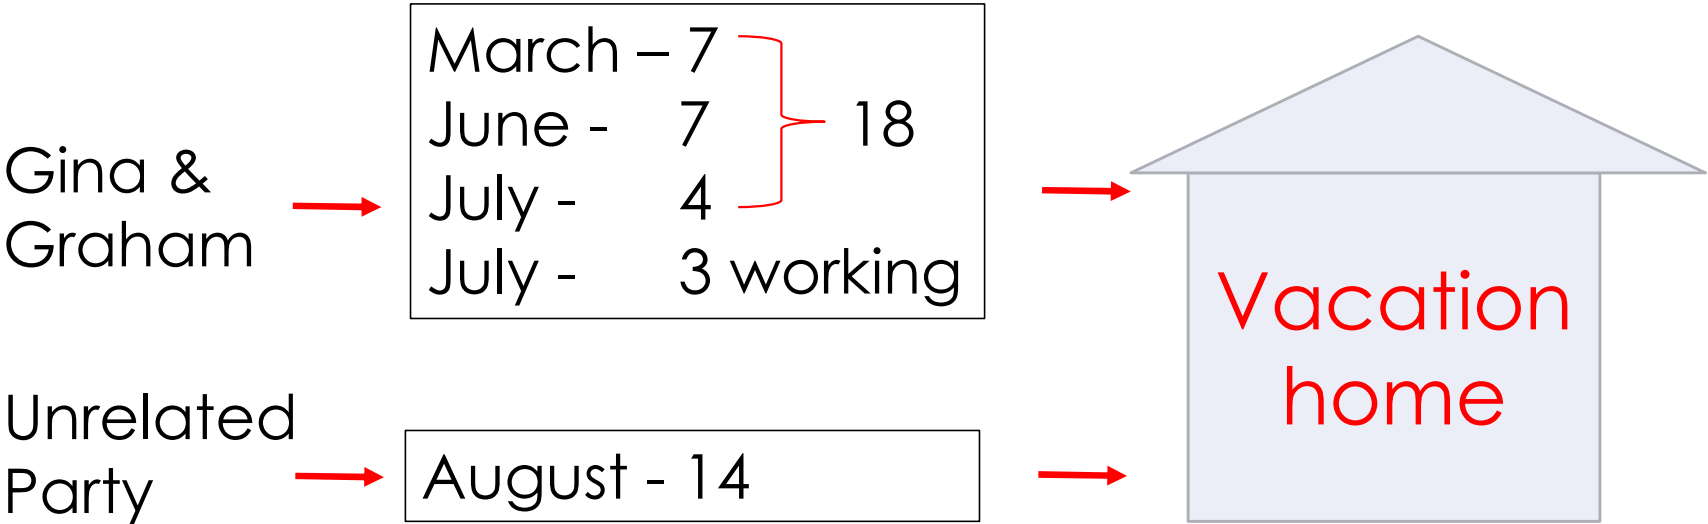 Gina &
Graham
March – 7
June - 7
July - 4
July - 3 working
18
Unrelated
Party
August - 14
Vacation
home